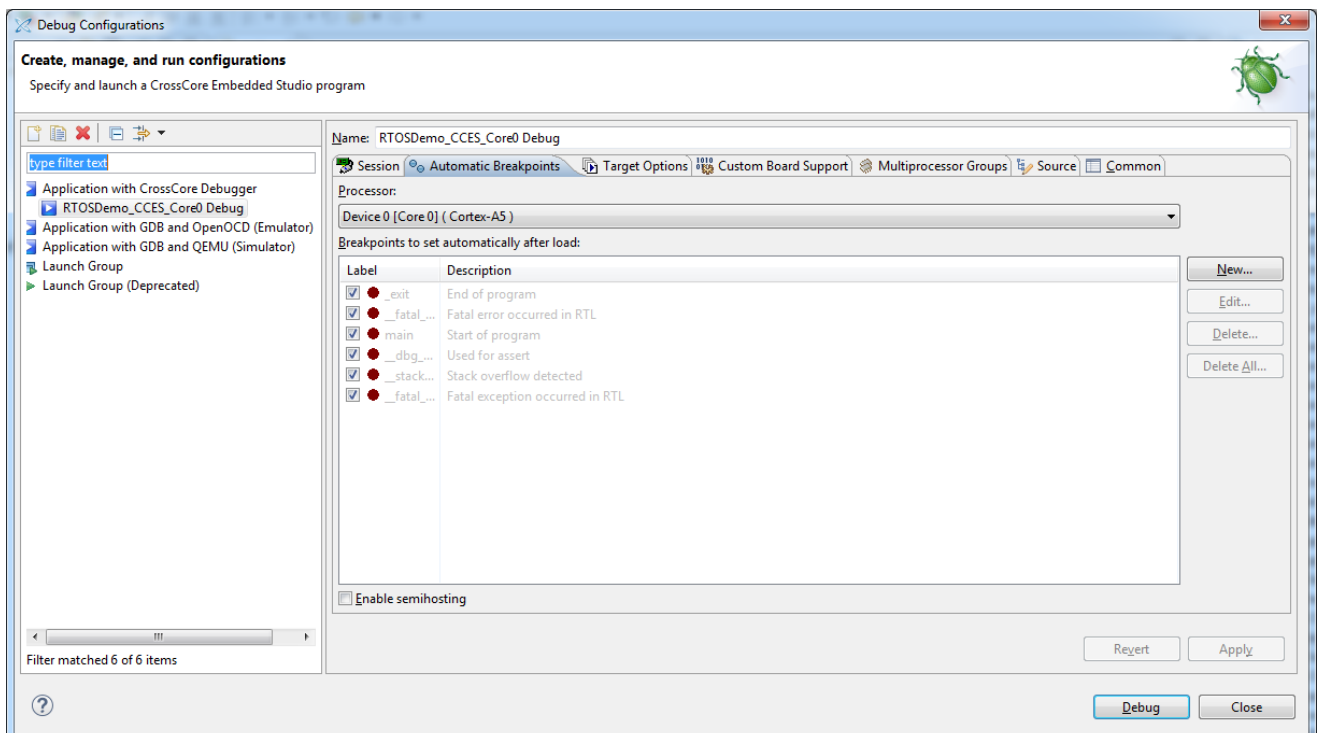 Debug Configurations
Create, manage, and run configurations
Specify and launch a CrossCore Embedded Studio program
type filter text
Application with CrossCore Debugger
RTOSDemo_CCES_Core0 Debug
Application with GDB and OpenOCD (Emulator)
Application with GDB and QEMU (Simulator)
Launch Group
Launch Group (Deprecated)
Filter matched 6 of 6 items
Name: RTOSDemo_CCES_Core0 Debug
Session Automatic Breakpoints Target Options Custom Board Support Multiprocessor Groups Source Common
Processor:
Device 0 [Core 0] ( Cortex-A5 )
Breakpoints to set automatically after load:
Label Description
_exit End of program
__fatal_... Fatal error occurred in RTL
main Start of program
__dbg_... Used for assert
__stack... Stack overflow detected
__fatal_... Fatal exception occurred in RTL
New...
Edit...
Delete...
Delete All...
Enable semihosting
Revert Apply
Debug Close